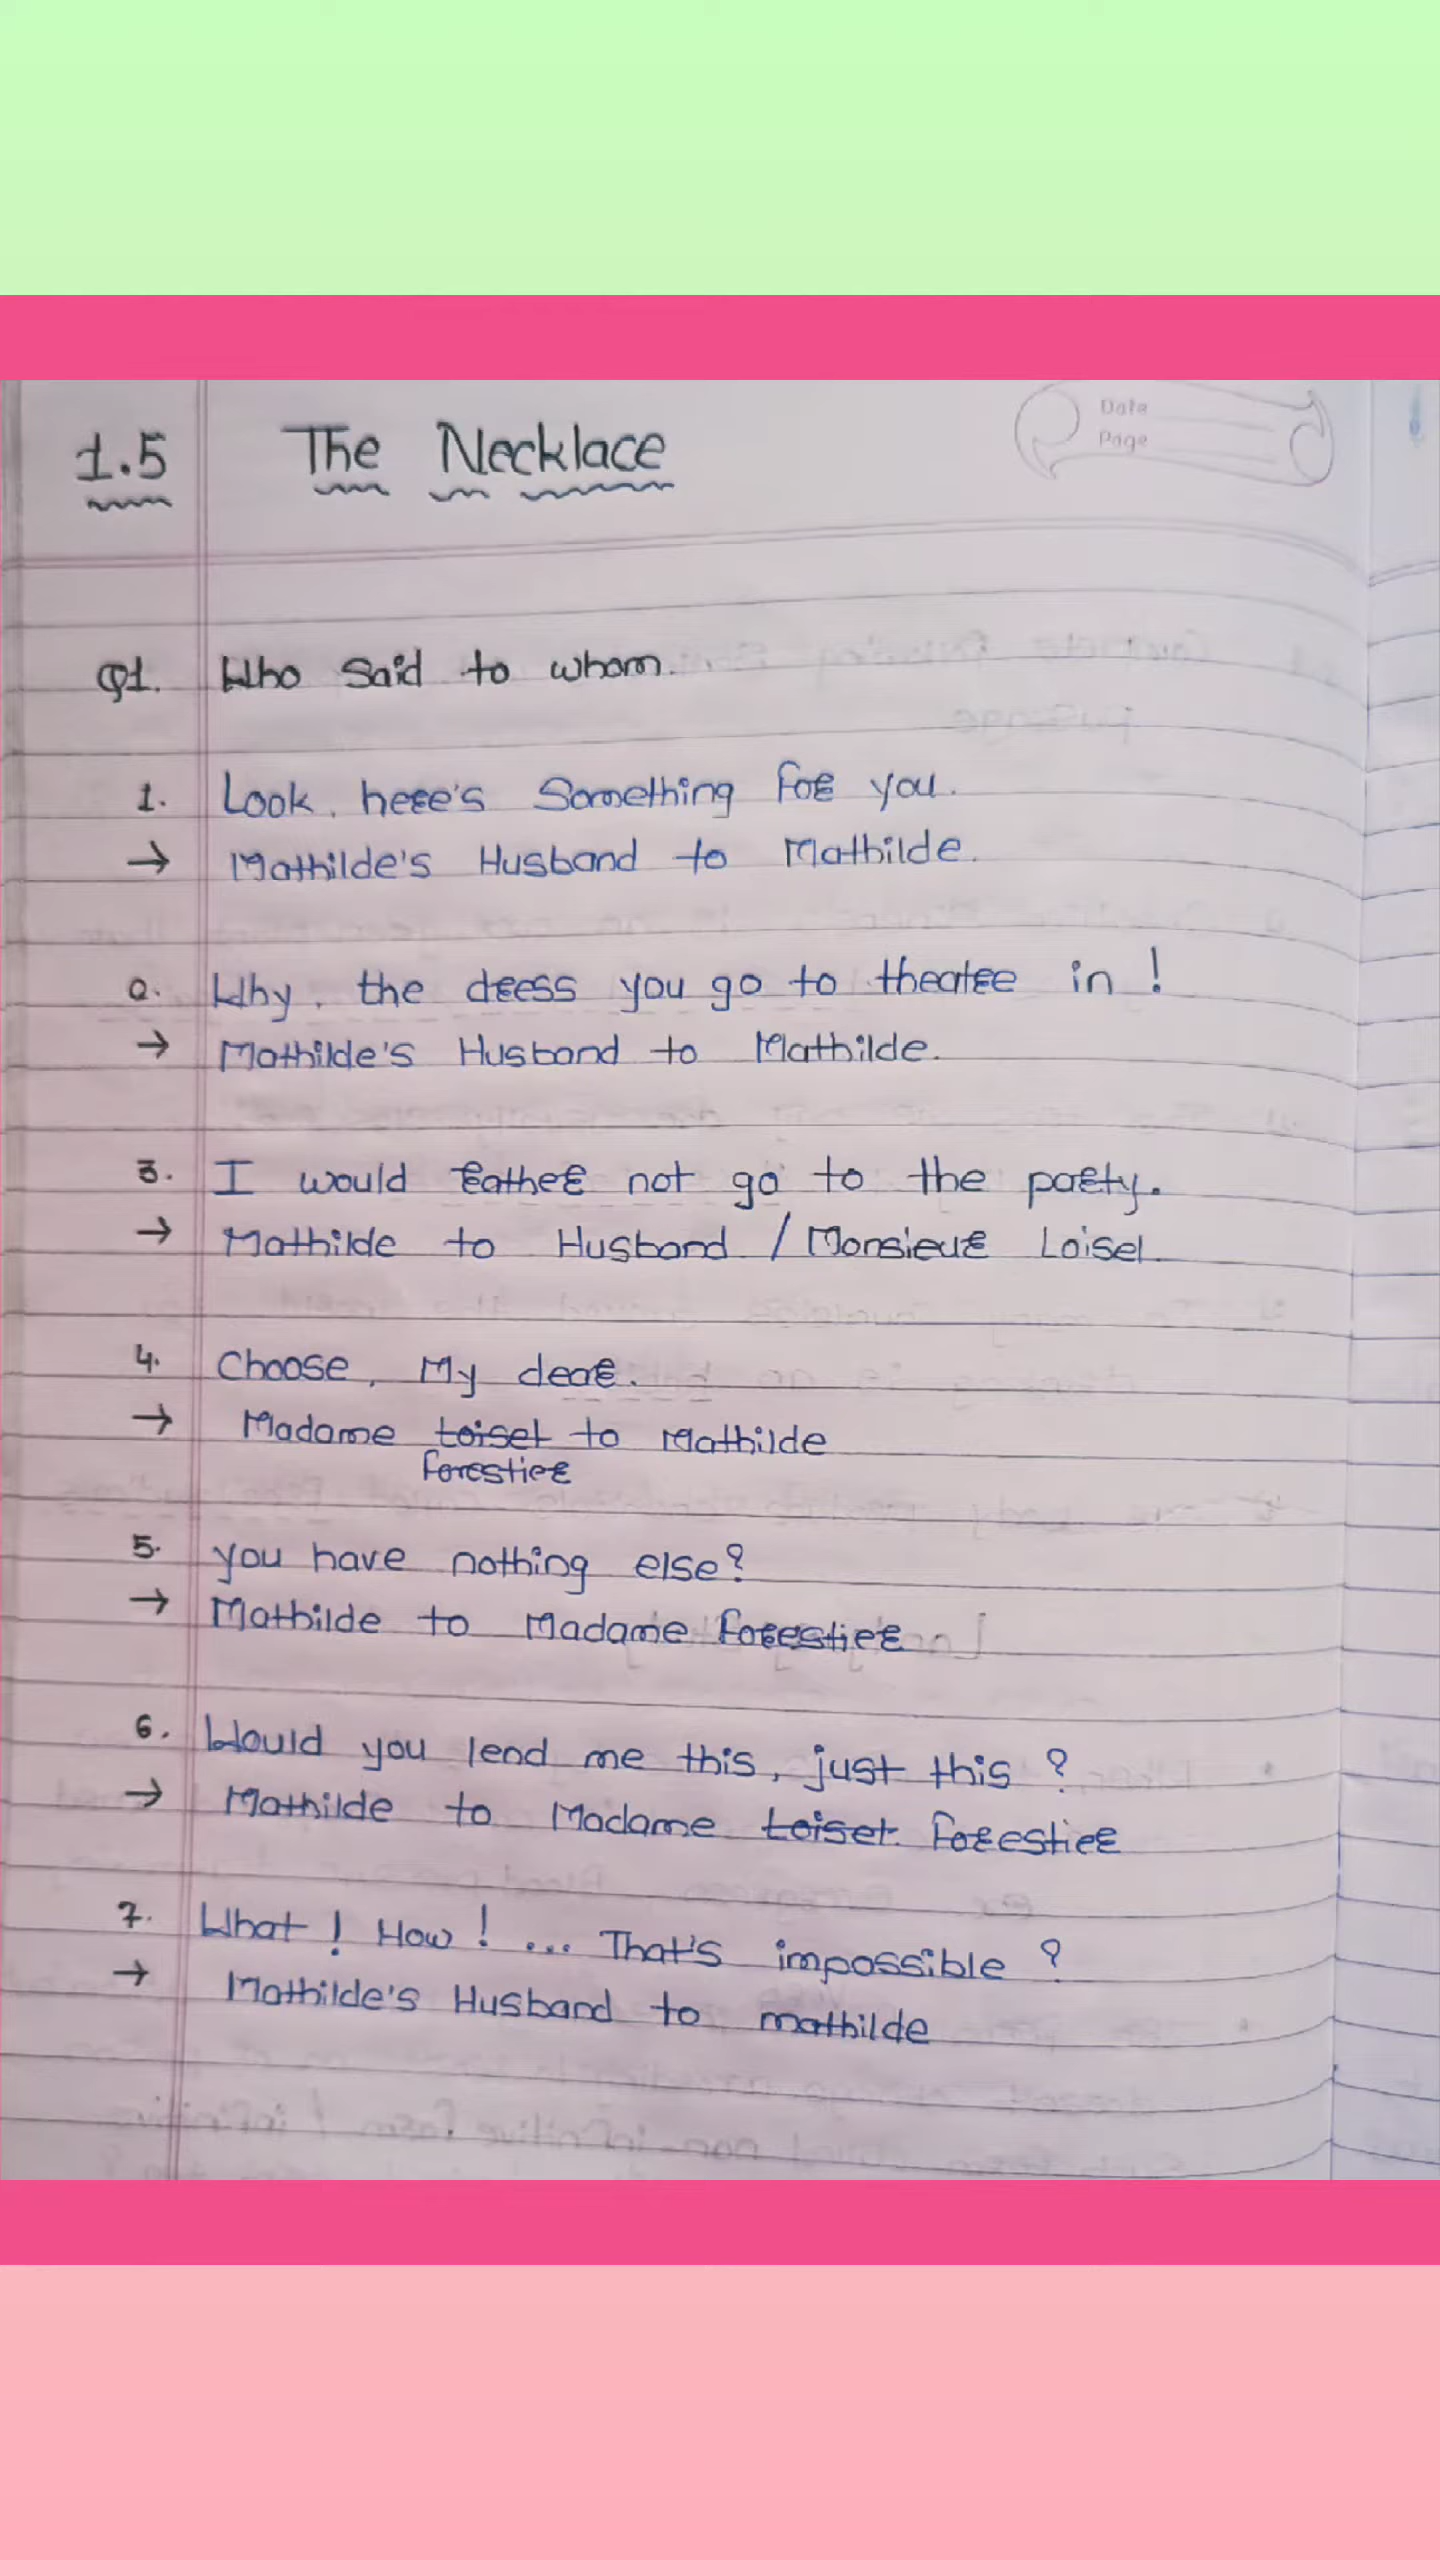 Date
Page
1.5 The Necklace
Q1. Who said to whom.
1. Look, here's something for you.
→ Mathilde's Husband to Mathilde.
2. Why, the dress you go to theatre in !
→ Mathilde's Husband to Mathilde.
3. I would rather not go to the party.
→ Mathilde to Husband / Monsieur Loisel
4. Choose, My dear.
→ Madame Loisel to Mathilde
Forestier
5. you have nothing else?
→ Mathilde to Madame Forestier
6. Would you lend me this, just this ?
→ Mathilde to Madame Loisel Forestier
7. What ! How ! ... That's impossible ?
→ Mathilde's Husband to mathilde